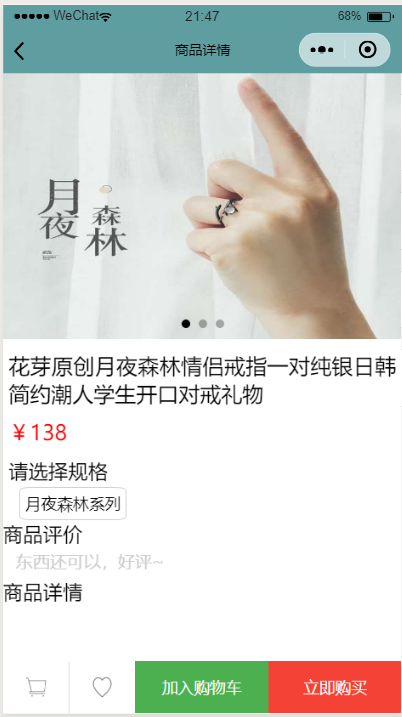 WeChat 21:47 68%
商品详情
月夜
森林
花芽原创月夜森林情侣戒指一对纯银日韩
简约潮人学生开口对戒礼物
￥138
请选择规格
月夜森林系列
商品评价
东西还可以，好评~
商品详情
加入购物车 立即购买